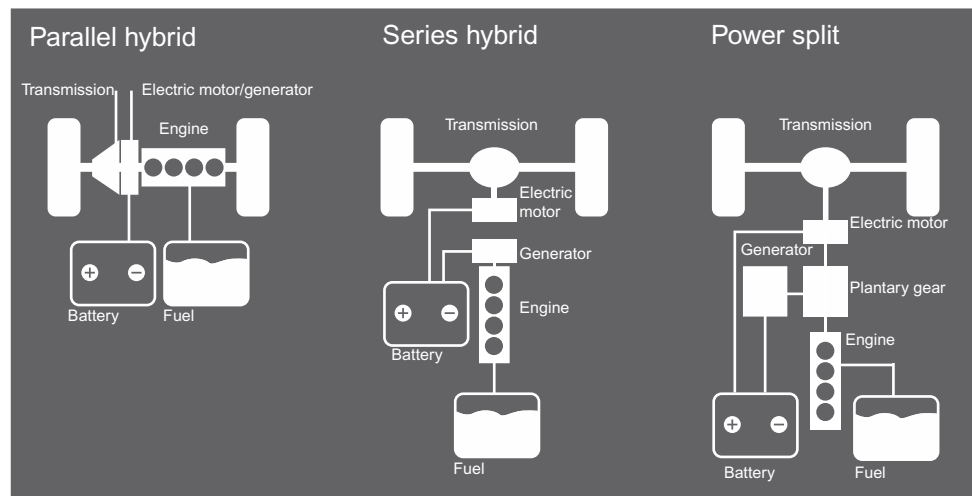 Parallel hybrid
Transmission
Electric motor/generator
Engine
Battery
Fuel
Series hybrid
Transmission
Electric
motor
Generator
Engine
Battery
Fuel
Power split
Transmission
Electric motor
Generator
Plantary gear
Engine
Battery
Fuel